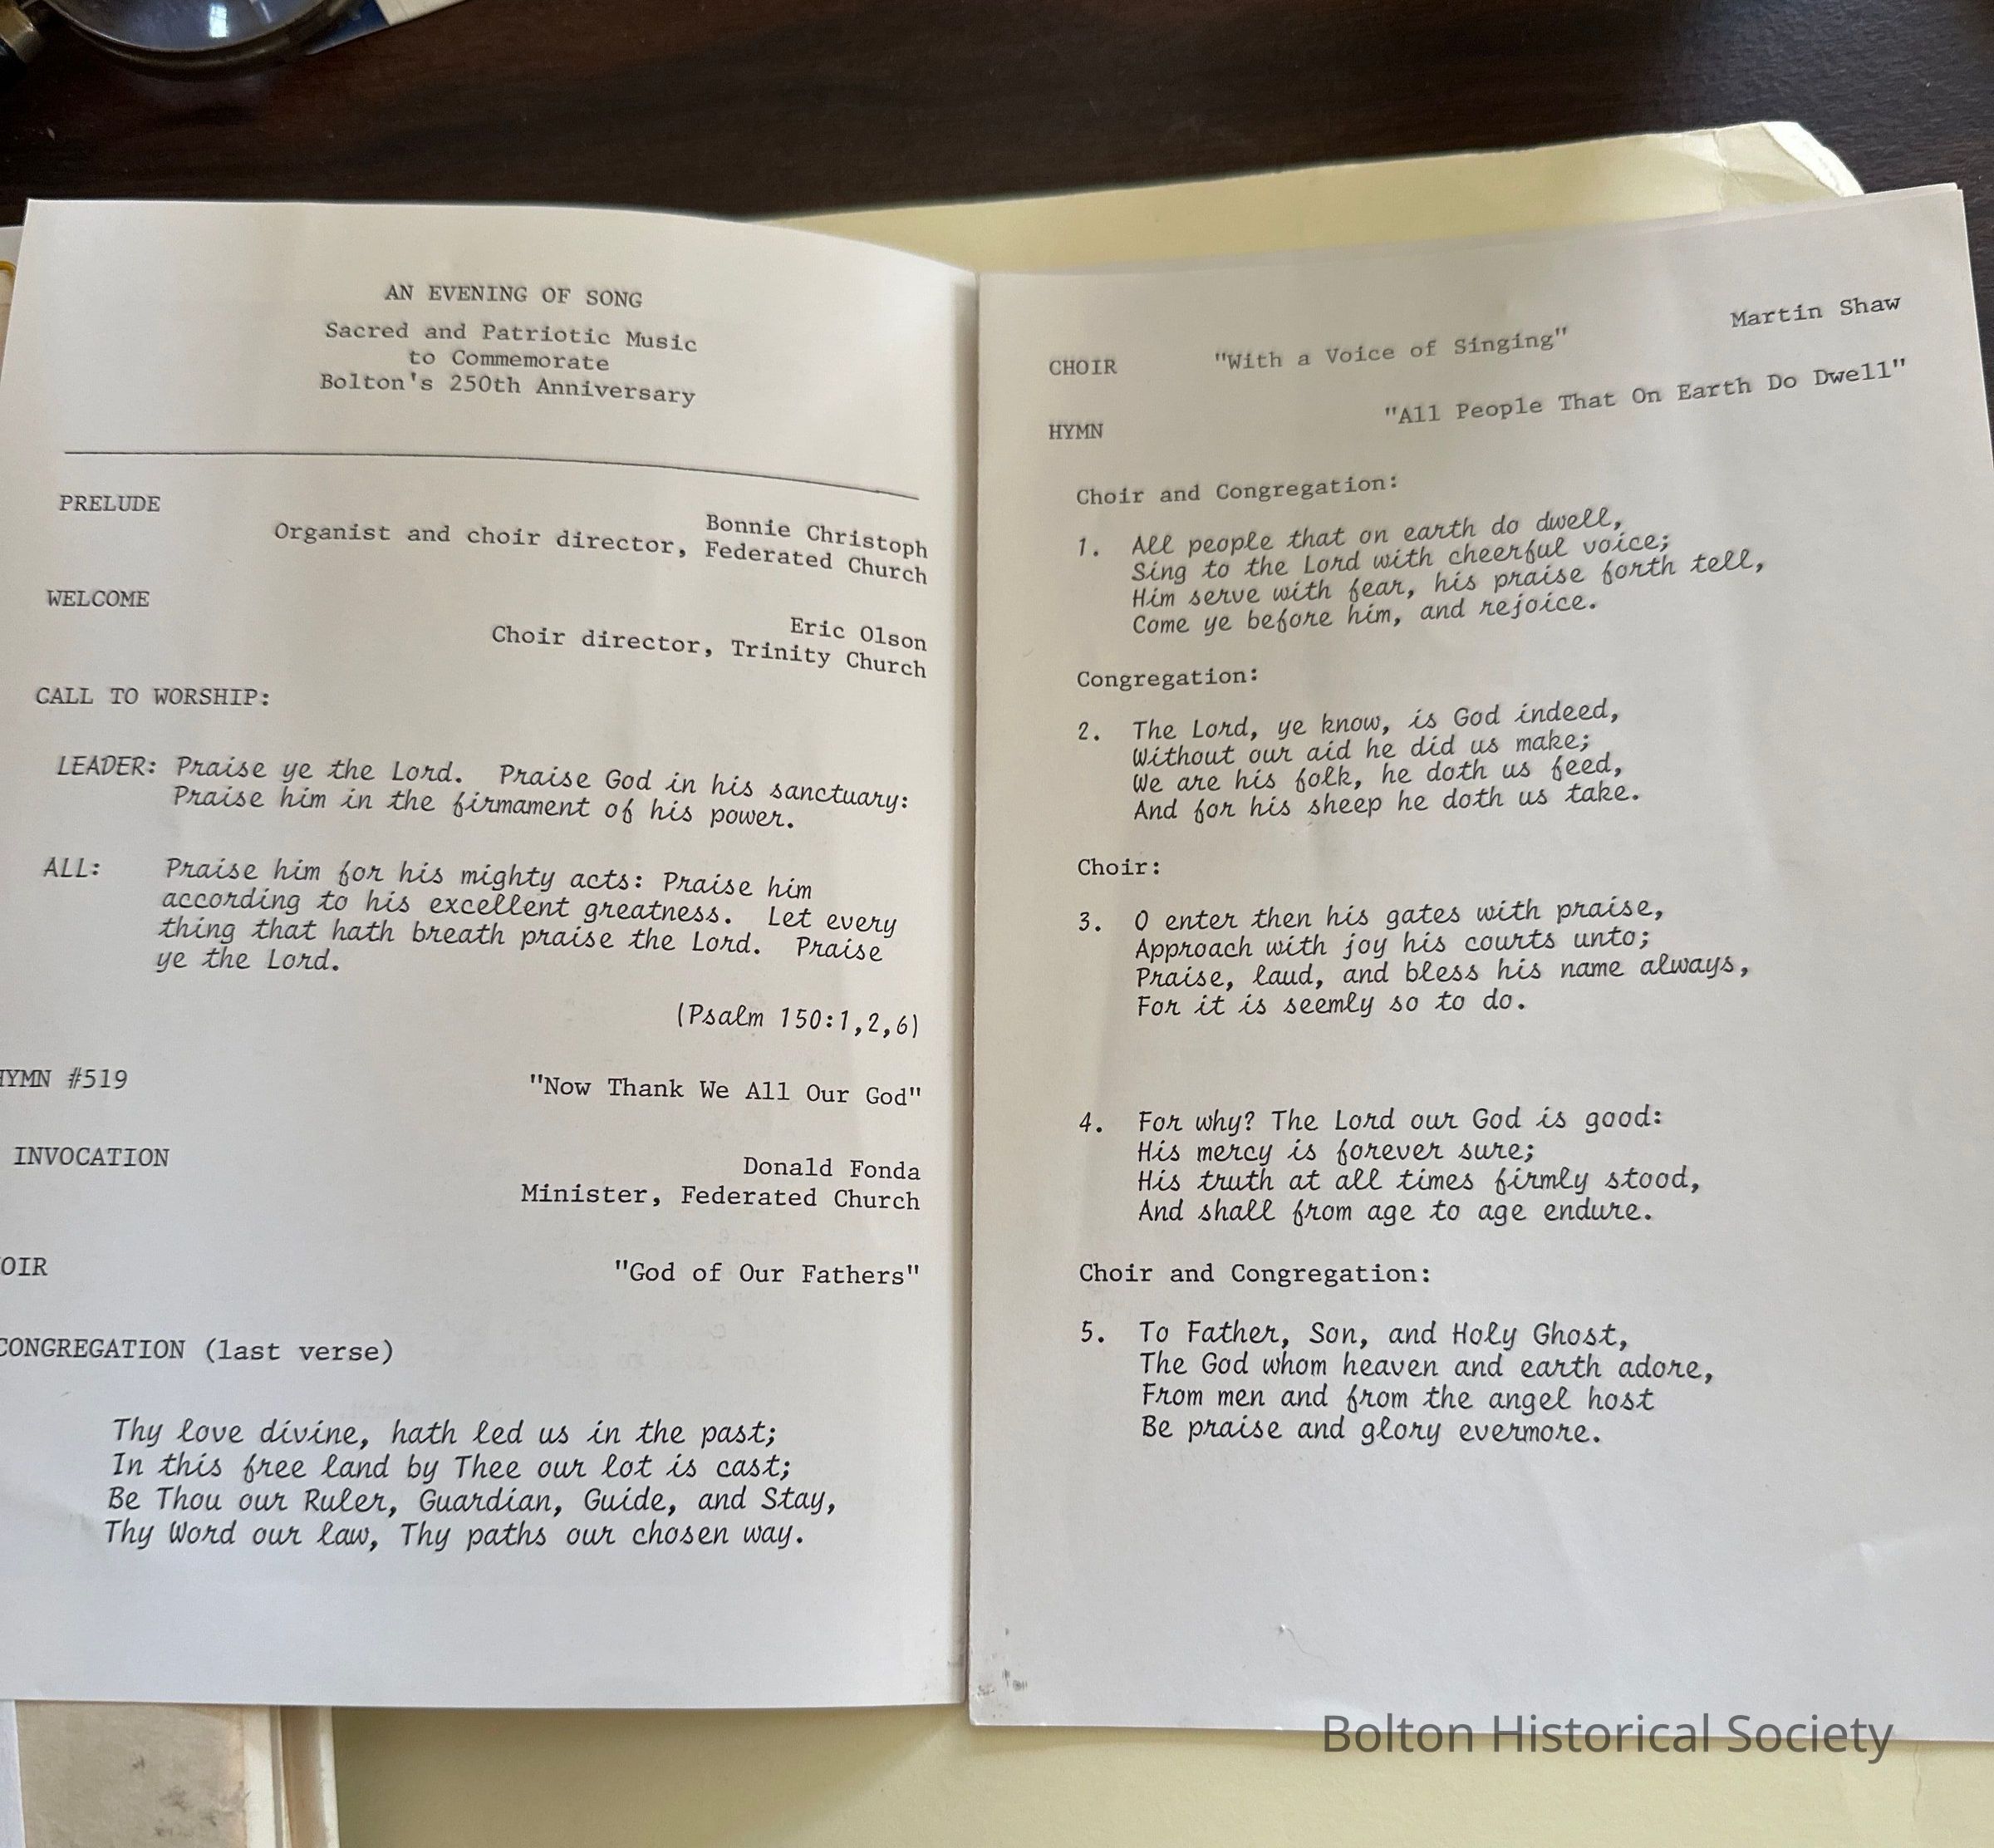 AN EVENING OF SONG
Sacred and Patriotic Music
to Commemorate
Bolton's 250th Anniversary
PRELUDE
Bonnie Christoph
Organist and choir director, Federated Church
WELCOME
Eric Olson
Choir director, Trinity Church
CALL TO WORSHIP:
LEADER: Praise ye the Lord. Praise God in his sanctuary:
Praise him in the firmament of his power.
ALL: Praise him for his mighty acts: Praise him
according to his excellent greatness. Let every
thing that hath breath praise the Lord. Praise
ye the Lord.
(Psalm 150:1,2,6)
HYMN #519 "Now Thank We All Our God"
INVOCATION
Donald Fonda
Minister, Federated Church
OIR "God of Our Fathers"
CONGREGATION (last verse)
Thy love divine, hath led us in the past;
In this free land by Thee our lot is cast;
Be Thou our Ruler, Guardian, Guide, and Stay,
Thy Word our law, Thy paths our chosen way.
CHOIR "With a Voice of Singing" Martin Shaw
HYMN "All People That On Earth Do Dwell"
Choir and Congregation:
1. All people that on earth do dwell,
Sing to the Lord with cheerful voice;
Him serve with fear, his praise forth tell,
Come ye before him, and rejoice.
Congregation:
2. The Lord, ye know, is God indeed,
Without our aid he did us make;
We are his folk, he doth us feed,
And for his sheep he doth us take.
Choir:
3. O enter then his gates with praise,
Approach with joy his courts unto;
Praise, laud, and bless his name always,
For it is seemly so to do.
4. For why? The Lord our God is good:
His mercy is forever sure;
His truth at all times firmly stood,
And shall from age to age endure.
Choir and Congregation:
5. To Father, Son, and Holy Ghost,
The God whom heaven and earth adore,
From men and from the angel host
Be praise and glory evermore.
Bolton Historical Society